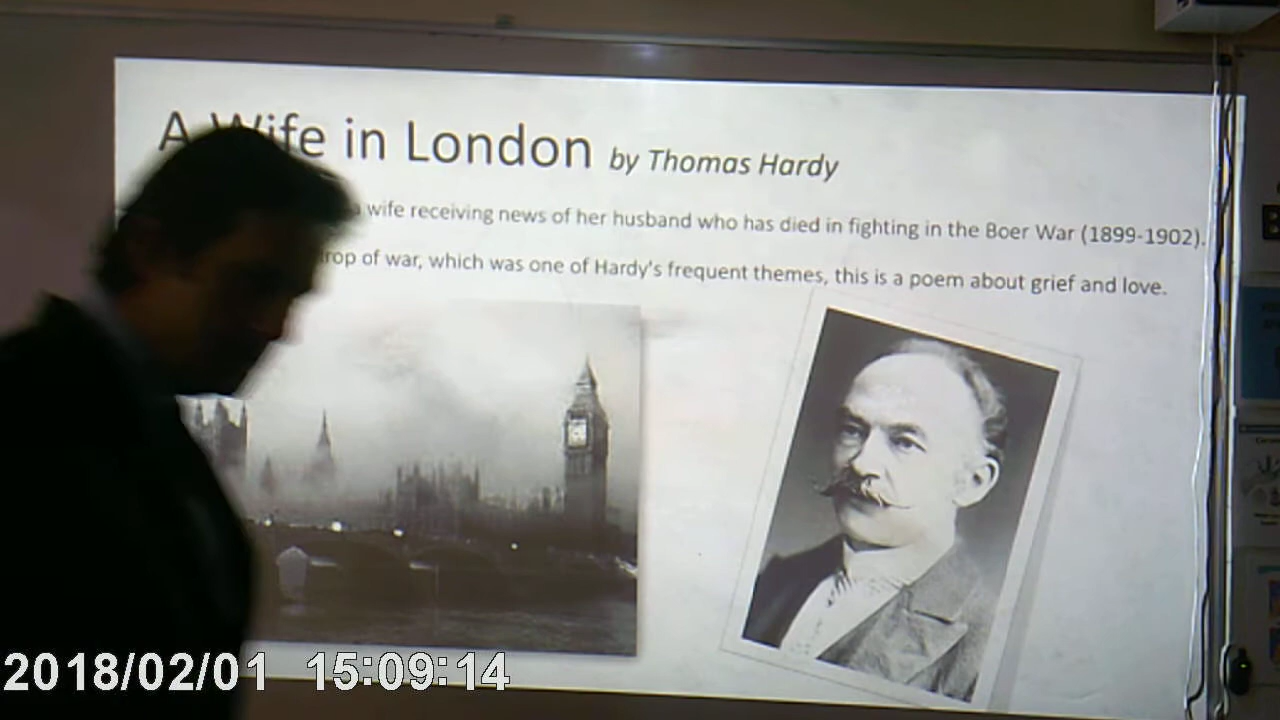 A Wife in London by Thomas Hardy
wife receiving news of her husband who has died in fighting in the Boer War (1899-1902).
of war, which was one of Hardy's frequent themes, this is a poem about grief and love.
2018/02/01 15:09:14